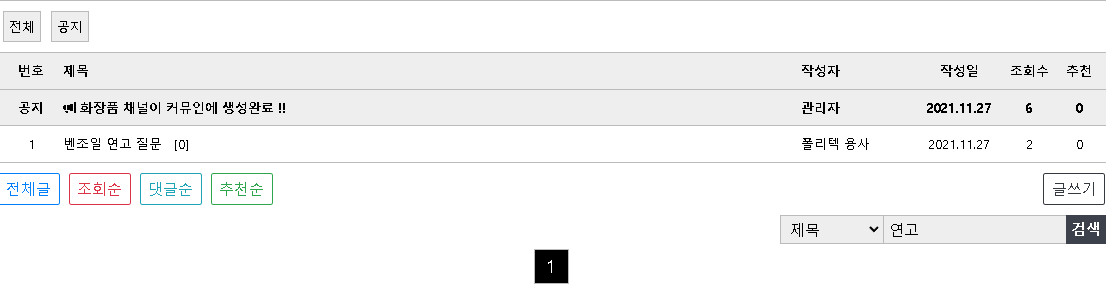 전체 공지
번호 제목 작성자 작성일 조회수 추천
공지 화장품 채널이 커뮤인에 생성완료 !! 관리자 2021.11.27 6 0
1 벤조일 연고 질문 [0] 폴리텍 용사 2021.11.27 2 0
전체글 조회순 댓글순 추천순 글쓰기
제목 연고 검색
1